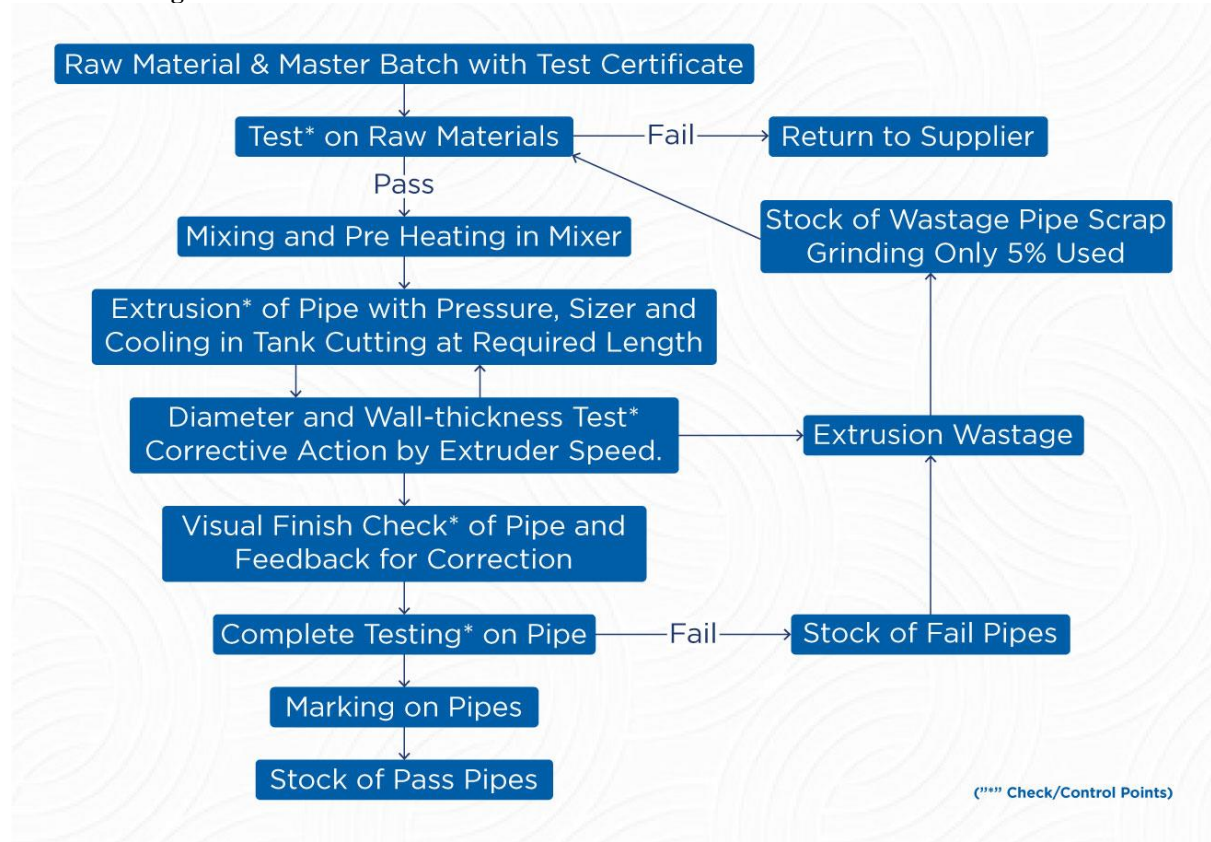 Raw Material & Master Batch with Test Certificate
Test* on Raw Materials
Fail
Return to Supplier
Pass
Mixing and Pre Heating in Mixer
Stock of Wastage Pipe Scrap
Grinding Only 5% Used
Extrusion* of Pipe with Pressure, Sizer and
Cooling in Tank Cutting at Required Length
Diameter and Wall-thickness Test*
Corrective Action by Extruder Speed.
Extrusion Wastage
Visual Finish Check* of Pipe and
Feedback for Correction
Complete Testing* on Pipe
Fail
Stock of Fail Pipes
Marking on Pipes
Stock of Pass Pipes
("*" Check/Control Points)